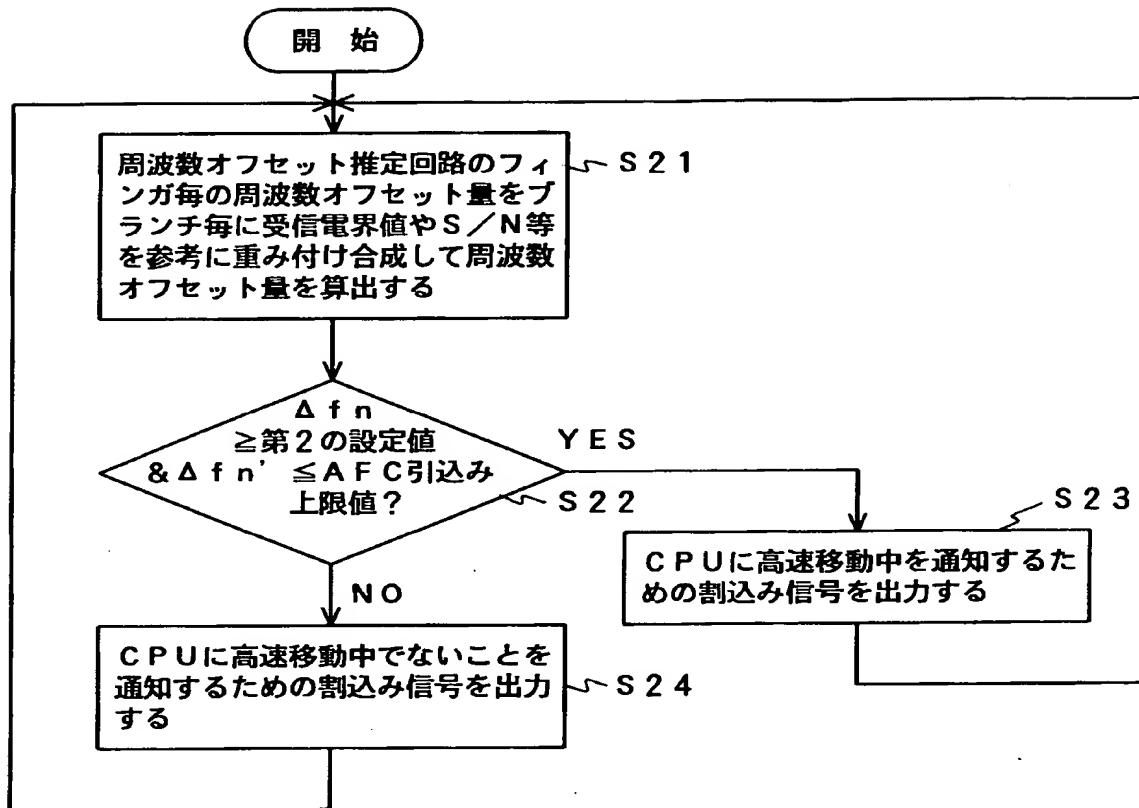 開　始
周波数オフセット推定回路のフィ
ンガ毎の周波数オフセット量をブ
ランチ毎に受信電界値やＳ／Ｎ等
を参考に重み付け合成して周波数
オフセット量を算出する
Ｓ２１
Δｆｎ
≧第２の設定値
＆Δｆｎ’≦ＡＦＣ引込み
上限値？
ＹＥＳ
Ｓ２２
Ｓ２３
ＣＰＵに高速移動中を通知するた
めの割込み信号を出力する
ＮＯ
ＣＰＵに高速移動中でないことを
通知するための割込み信号を出力
する
Ｓ２４